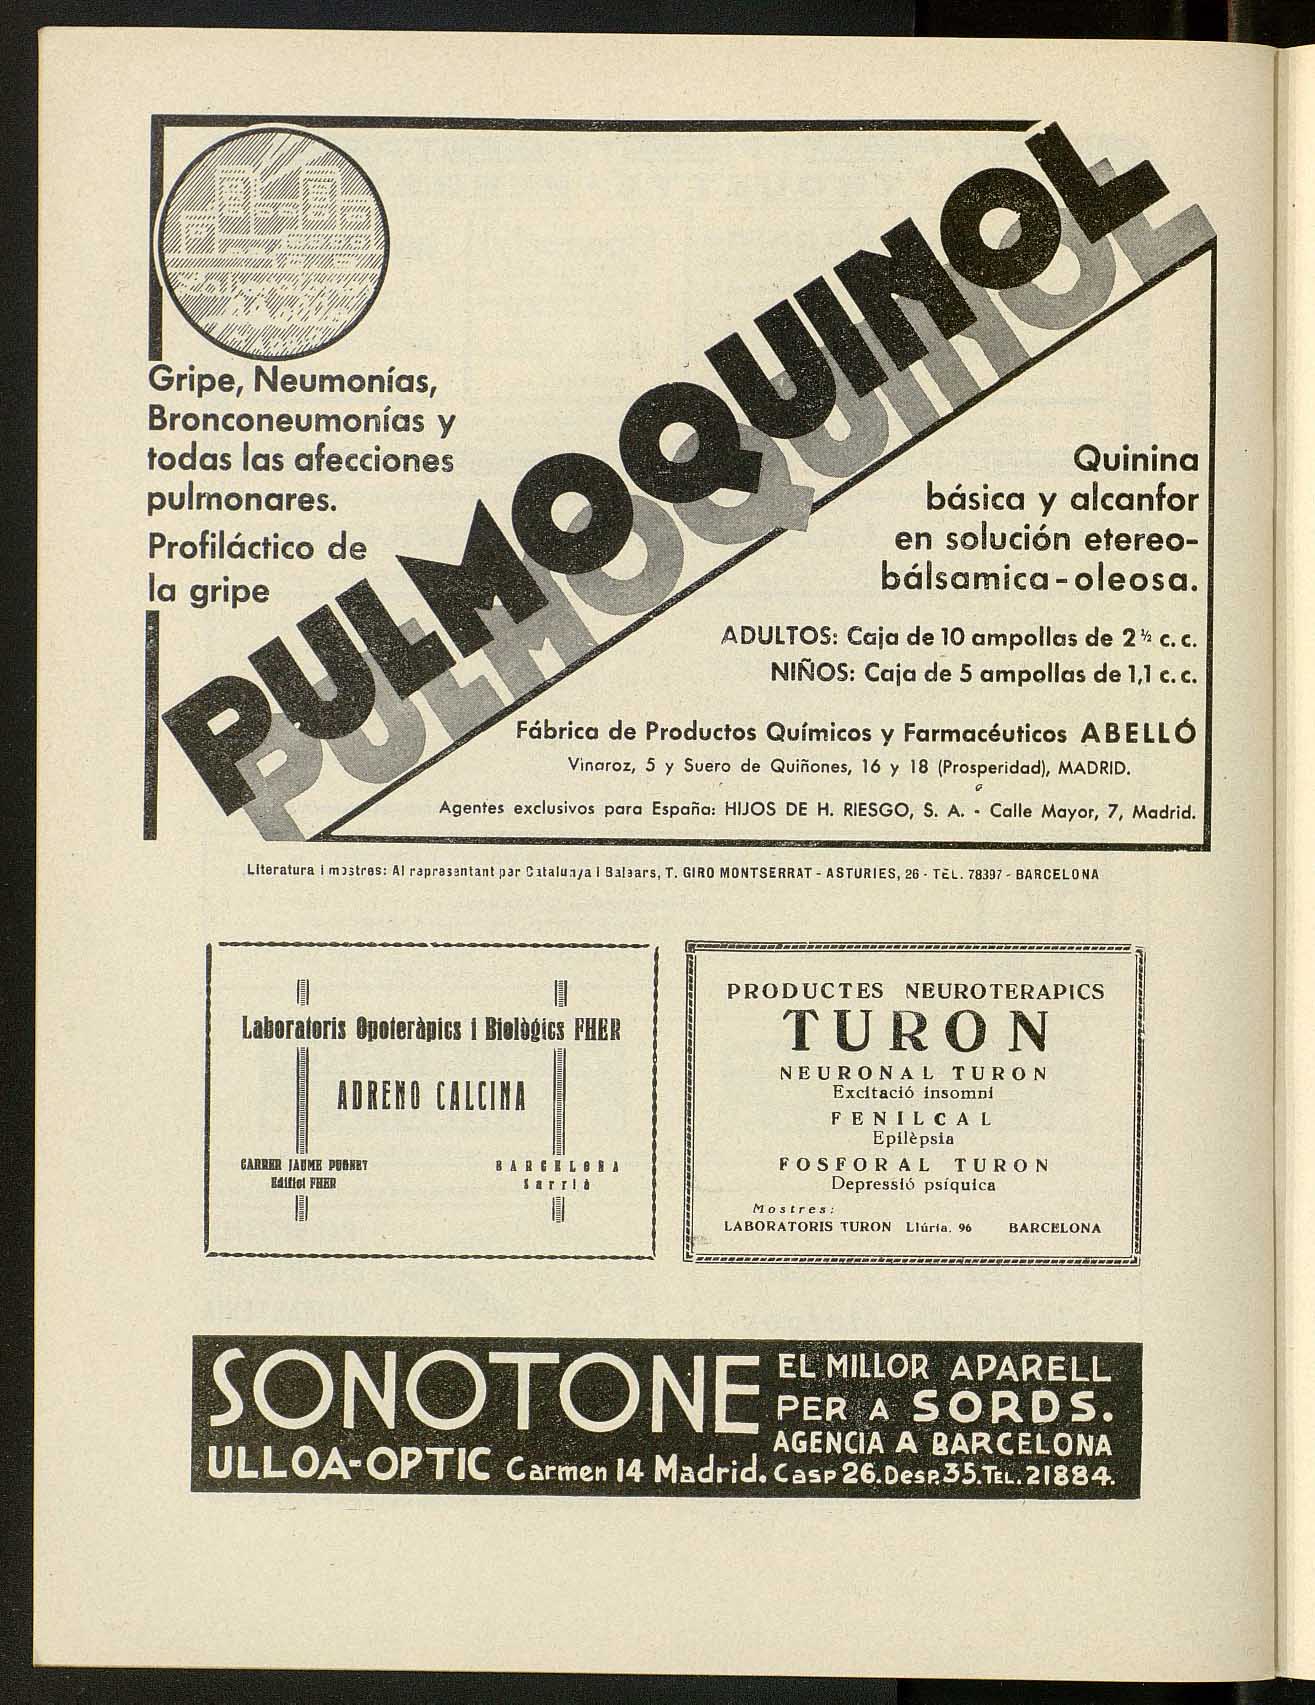 PULMOQUINOL
Gripe, Neumonías,
Bronconeumonías y
todas las afecciones
pulmonares.
Profiláctico de
la gripe
Quinina
básica y alcanfor
en solución etereo-
bálsamica-oleosa.
ADULTOS: Caja de 10 ampollas de 2 ½ c. c.
NIÑOS: Caja de 5 ampollas de 1,1 c. c.
Fábrica de Productos Químicos y Farmacéuticos ABELLÓ
Vinaroz, 5 y Suero de Quiñones, 16 y 18 (Prosperidad), MADRID.
Agentes exclusivos para España: HIJOS DE H. RIESGO, S. A. - Calle Mayor, 7, Madrid.
Literatura i mostres: Al raprasantant par Catalunya i Balears, T. GIRO MONTSERRAT - ASTURIES, 26 - TEL. 78397 - BARCELONA
Laboratoris Opoteràpics i Biològics FHER
ADRENO CALCINA
CARRER JAUME PUGNET
Edifici FHER
BARCELONA
Sarrià
PRODUCTES NEUROTERAPICS
TURON
NEURONAL TURON
Excitació insomni
FENILCAL
Epilèpsia
FOSFORAL TURON
Depressió psíquica
Mostres:
LABORATORIS TURON Llúria. 96 BARCELONA
SONOTONE
EL MILLOR APARELL
PER A SORDS.
AGENCIA A BARCELONA
ULLOA-OPTIC Carmen 14 Madrid. Casp 26. Desp. 35. TEL. 21884.